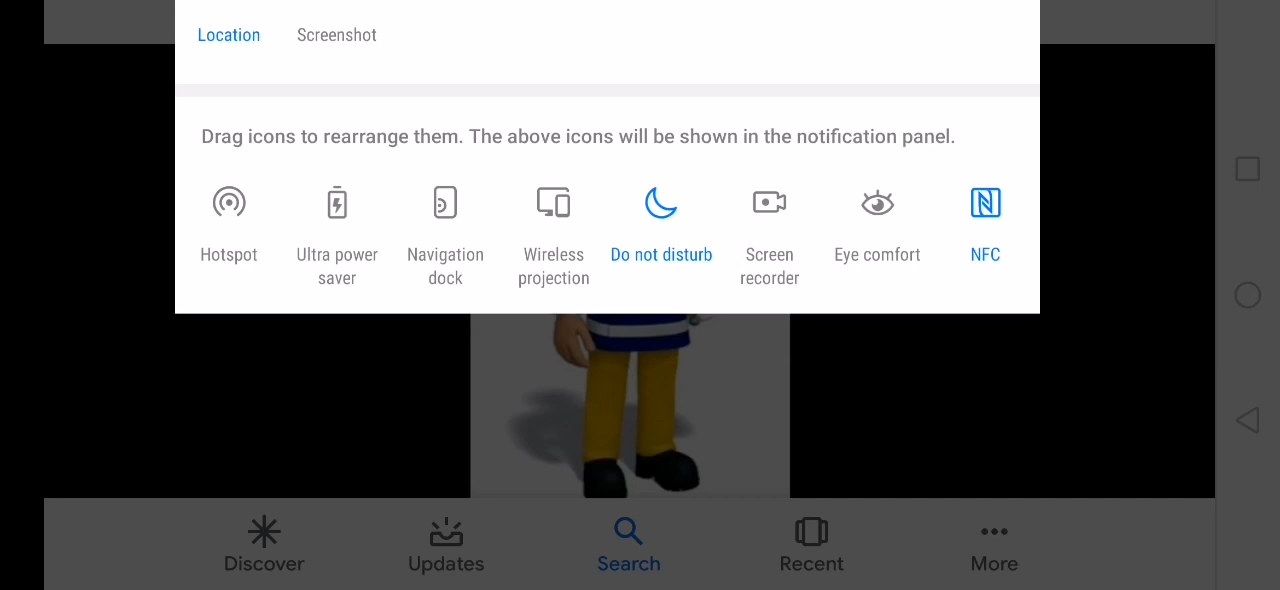 Location Screenshot
Drag icons to rearrange them. The above icons will be shown in the notification panel.
Hotspot Ultra power saver Navigation dock Wireless projection Do not disturb Screen recorder Eye comfort NFC
Discover Updates Search Recent More